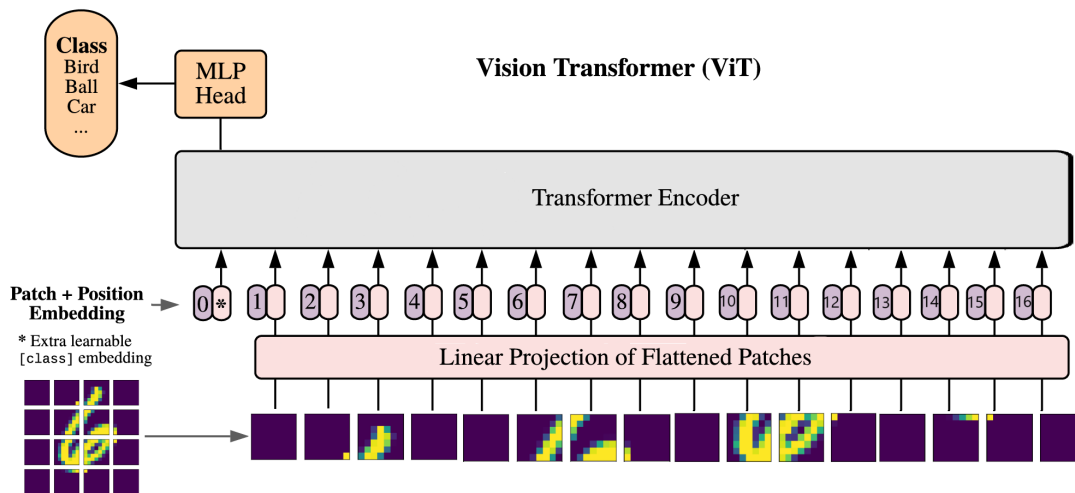 Class
Bird
Ball
Car
...
MLP
Head
Vision Transformer (ViT)
Transformer Encoder
Patch + Position
Embedding
0 * 1 2 3 4 5 6 7 8 9 10 11 12 13 14 15 16
* Extra learnable
[class] embedding
Linear Projection of Flattened Patches